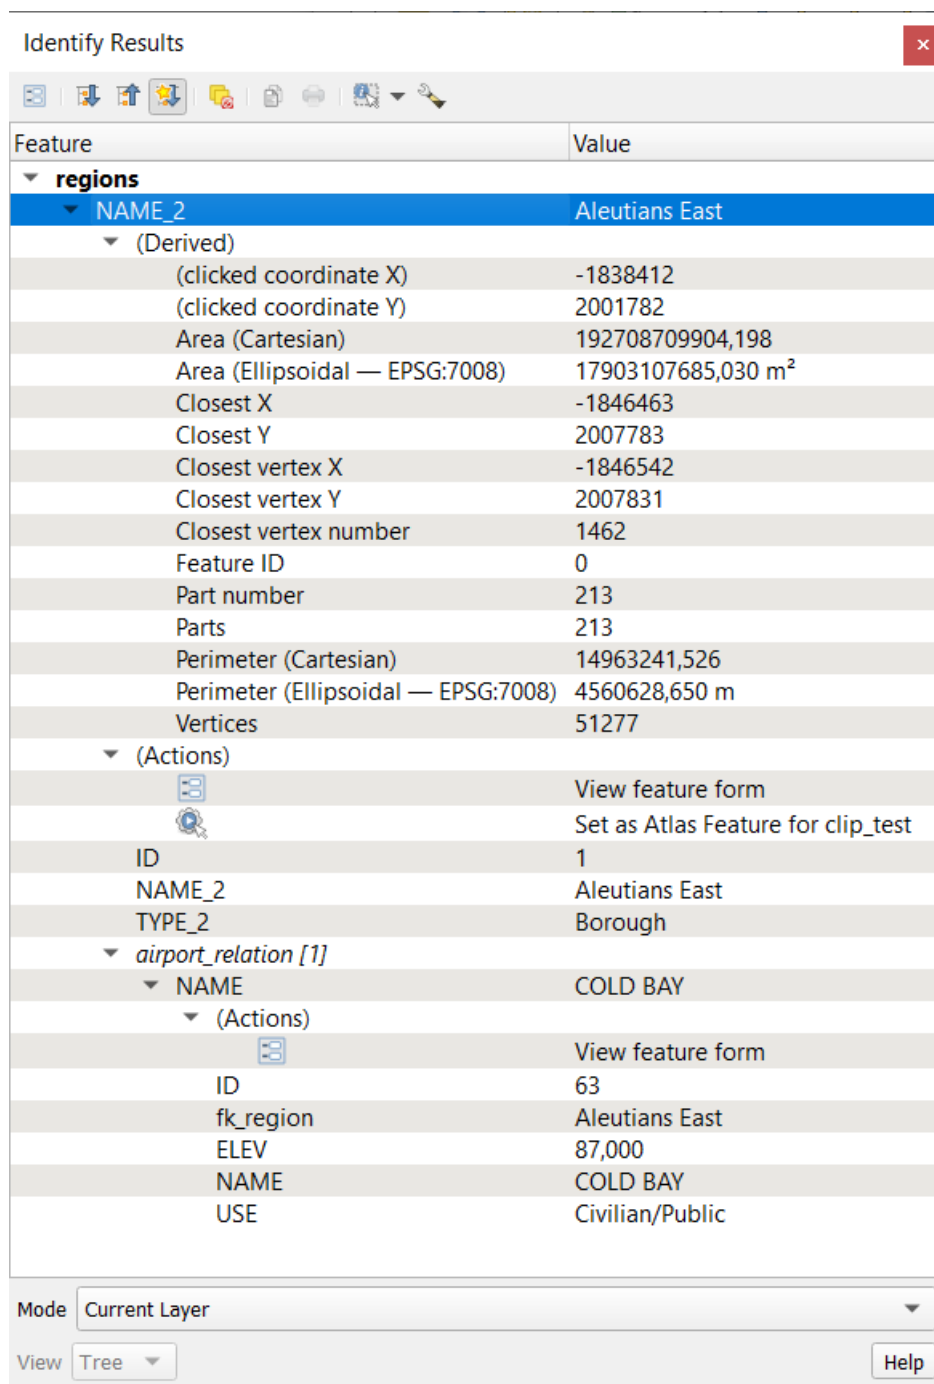 Identify Results
Feature Value
regions
NAME_2 Aleutians East
(Derived)
(clicked coordinate X) -1838412
(clicked coordinate Y) 2001782
Area (Cartesian) 192708709904,198
Area (Ellipsoidal — EPSG:7008) 17903107685,030 m²
Closest X -1846463
Closest Y 2007783
Closest vertex X -1846542
Closest vertex Y 2007831
Closest vertex number 1462
Feature ID 0
Part number 213
Parts 213
Perimeter (Cartesian) 14963241,526
Perimeter (Ellipsoidal — EPSG:7008) 4560628,650 m
Vertices 51277
(Actions)
View feature form
Set as Atlas Feature for clip_test
ID 1
NAME_2 Aleutians East
TYPE_2 Borough
airport_relation [1]
NAME COLD BAY
(Actions)
View feature form
ID 63
fk_region Aleutians East
ELEV 87,000
NAME COLD BAY
USE Civilian/Public
Mode Current Layer
View Tree Help